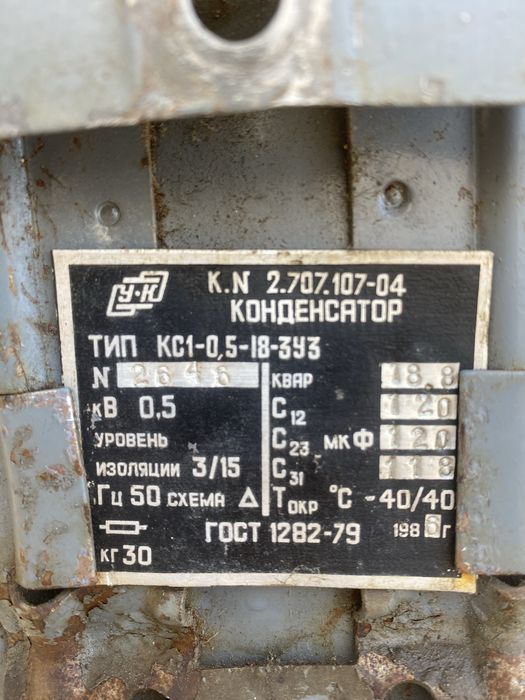 У·К
K.N 2.707.107-04
КОНДЕНСАТОР
ТИП КС1-0,5-18-3У3
N 2646
кВ 0,5
УРОВЕНЬ
ИЗОЛЯЦИИ 3/15
Гц 50 СХЕМА Δ
кг 30
КВАР 18,8
C12 120
C23 мкФ 120
C31 118
Tокр °C -40/40
ГОСТ 1282-79 1986г